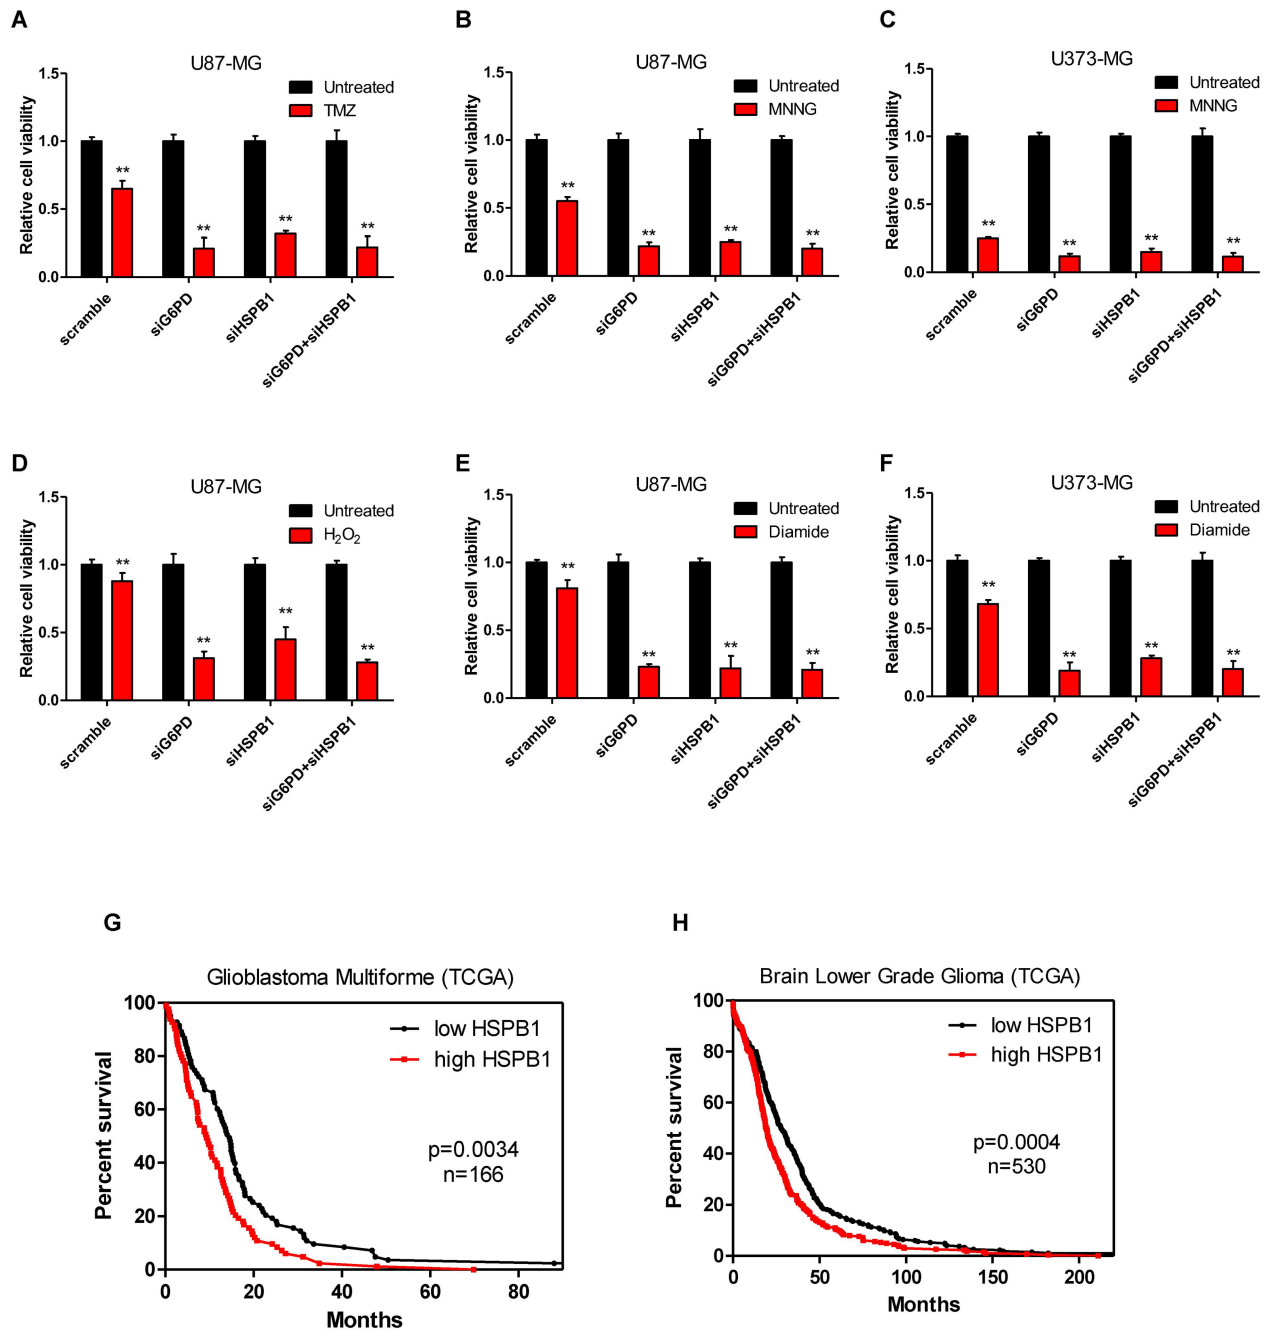 A
U87-MG
Untreated
TMZ
Relative cell viability
1.5
1.0
0.5
0.0
**
**
**
**
scramble
siG6PD
siHSPB1
siG6PD+siHSPB1
B
U87-MG
Untreated
MNNG
Relative cell viability
1.5
1.0
0.5
0.0
**
**
**
**
scramble
siG6PD
siHSPB1
siG6PD+siHSPB1
C
U373-MG
Untreated
MNNG
Relative cell viability
1.5
1.0
0.5
0.0
**
**
**
**
scramble
siG6PD
siHSPB1
siG6PD+siHSPB1
D
U87-MG
Untreated
H₂O₂
Relative cell viability
1.5
1.0
0.5
0.0
**
**
**
**
scramble
siG6PD
siHSPB1
siG6PD+siHSPB1
E
U87-MG
Untreated
Diamide
Relative cell viability
1.5
1.0
0.5
0.0
**
**
**
**
scramble
siG6PD
siHSPB1
siG6PD+siHSPB1
F
U373-MG
Untreated
Diamide
Relative cell viability
1.5
1.0
0.5
0.0
**
**
**
**
scramble
siG6PD
siHSPB1
siG6PD+siHSPB1
G
Glioblastoma Multiforme (TCGA)
low HSPB1
high HSPB1
p=0.0034
n=166
Percent survival
100
80
60
40
20
0
0 20 40 60 80
Months
H
Brain Lower Grade Glioma (TCGA)
low HSPB1
high HSPB1
p=0.0004
n=530
Percent survival
100
80
60
40
20
0
0 50 100 150 200
Months